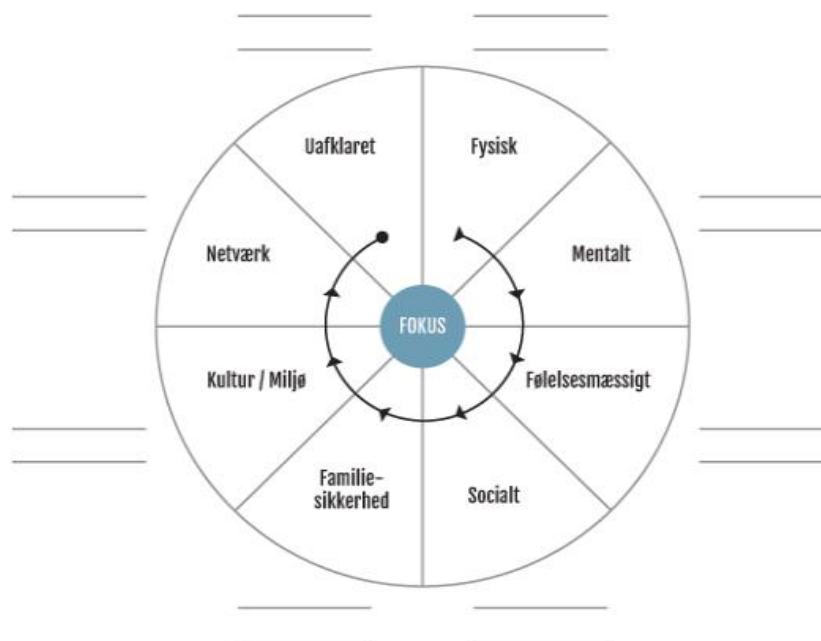 Uafklaret
Fysisk
Netværk
Mentalt
FOKUS
Kultur / Miljø
Følelsesmæssigt
Familie-
sikkerhed
Socialt